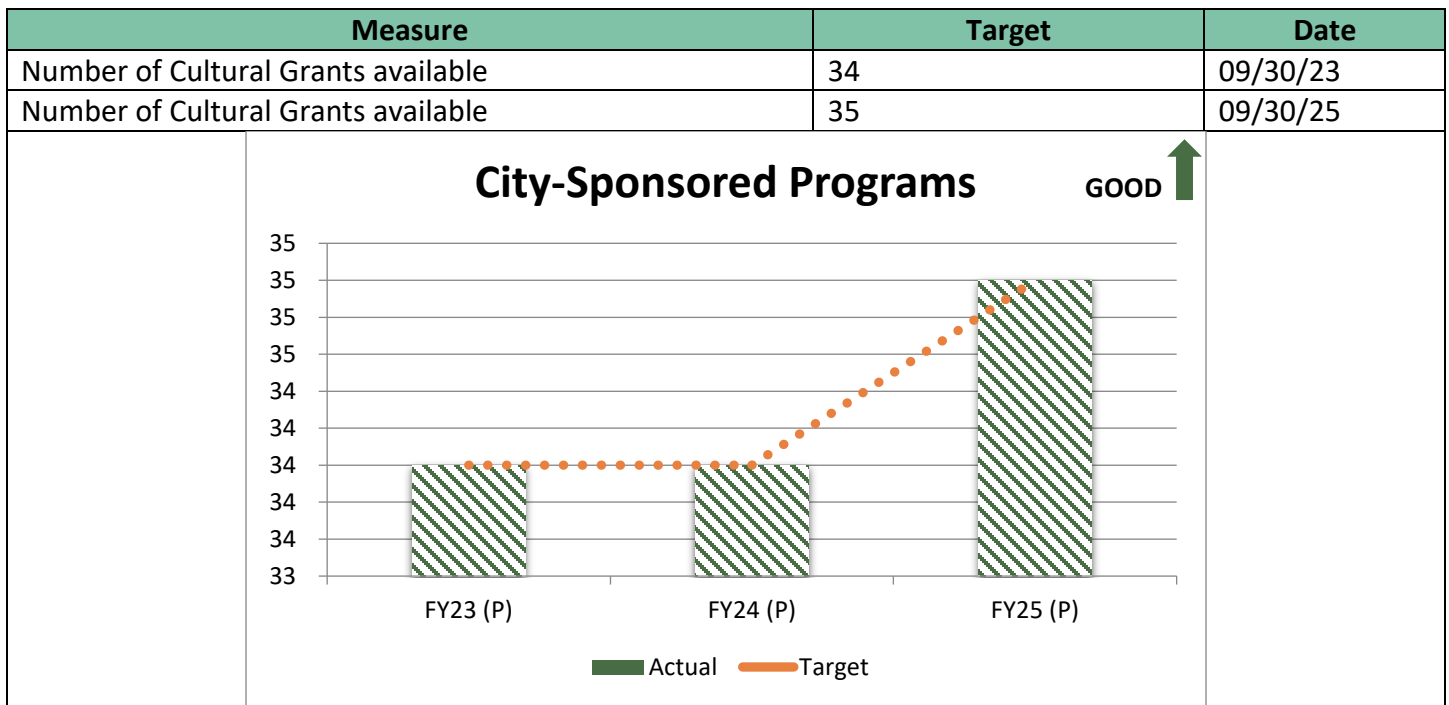 Measure Target Date
Number of Cultural Grants available 34 09/30/23
Number of Cultural Grants available 35 09/30/25
City-Sponsored Programs GOOD
35
35
35
35
34
34
34
34
34
33
FY23 (P) FY24 (P) FY25 (P)
Actual Target